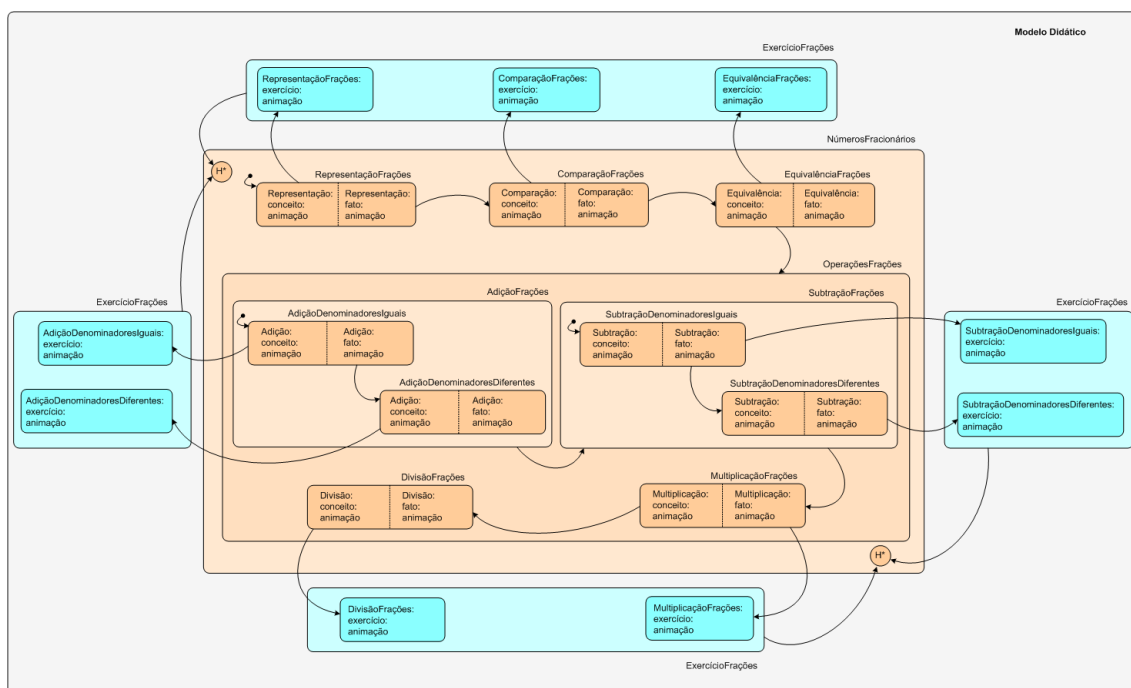 Modelo Didático
ExercícioFrações
RepresentaçãoFrações:
exercício:
animação
ComparaçãoFrações:
exercício:
animação
EquivalênciaFrações:
exercício:
animação
NúmerosFracionários
H*
RepresentaçãoFrações
Representação:
conceito:
animação
Representação:
fato:
animação
ComparaçãoFrações
Comparação:
conceito:
animação
Comparação:
fato:
animação
EquivalênciaFrações
Equivalência:
conceito:
animação
Equivalência:
fato:
animação
OperaçõesFrações
ExercícioFrações
AdiçãoDenominadoresIguais:
exercício:
animação
AdiçãoDenominadoresDiferentes:
exercício:
animação
AdiçãoFrações
AdiçãoDenominadoresIguais
Adição:
conceito:
animação
Adição:
fato:
animação
AdiçãoDenominadoresDiferentes
Adição:
conceito:
animação
Adição:
fato:
animação
SubtraçãoFrações
SubtraçãoDenominadoresIguais
Subtração:
conceito:
animação
Subtração:
fato:
animação
SubtraçãoDenominadoresDiferentes
Subtração:
conceito:
animação
Subtração:
fato:
animação
ExercícioFrações
SubtraçãoDenominadoresIguais:
exercício:
animação
SubtraçãoDenominadoresDiferentes:
exercício:
animação
DivisãoFrações
Divisão:
conceito:
animação
Divisão:
fato:
animação
MultiplicaçãoFrações
Multiplicação:
conceito:
animação
Multiplicação:
fato:
animação
H*
DivisãoFrações:
exercício:
animação
MultiplicaçãoFrações:
exercício:
animação
ExercícioFrações